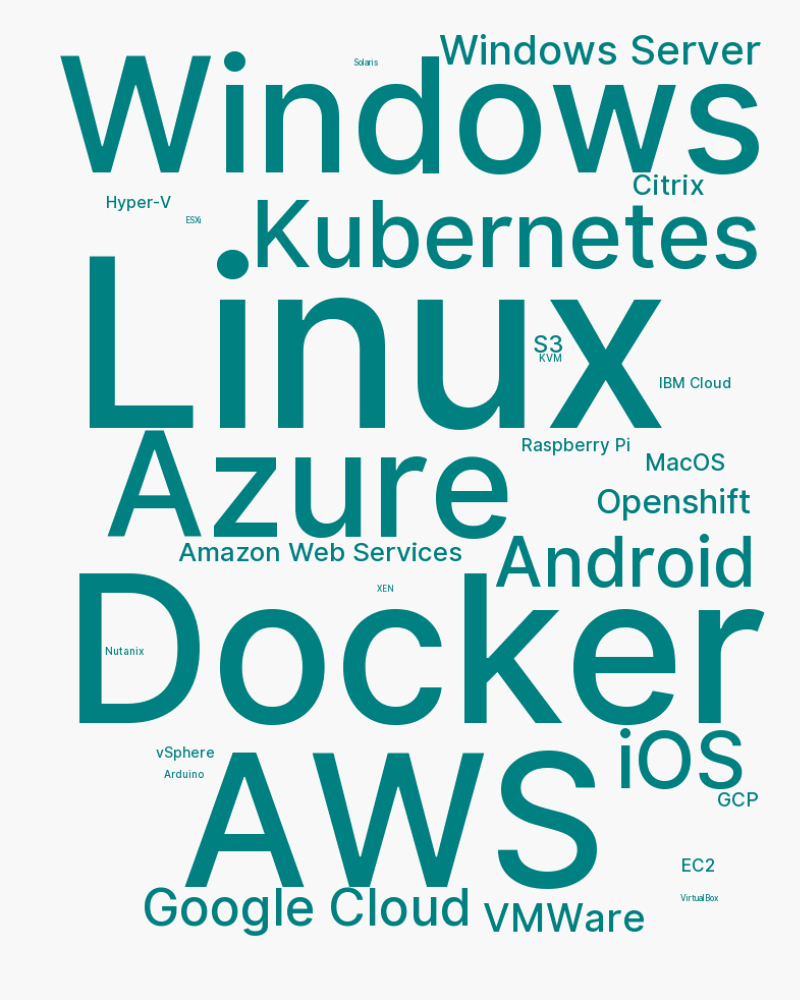 Windows Server
Solaris
Windows
Citrix
Hyper-V
ESXi
Kubernetes
Linux
S3
KVM
IBM Cloud
Azure
Raspberry Pi
MacOS
Openshift
Amazon Web Services
Android
XEN
Docker
Nutanix
iOS
vSphere
Arduino
AWS
GCP
EC2
VirtualBox
Google Cloud
VMWare